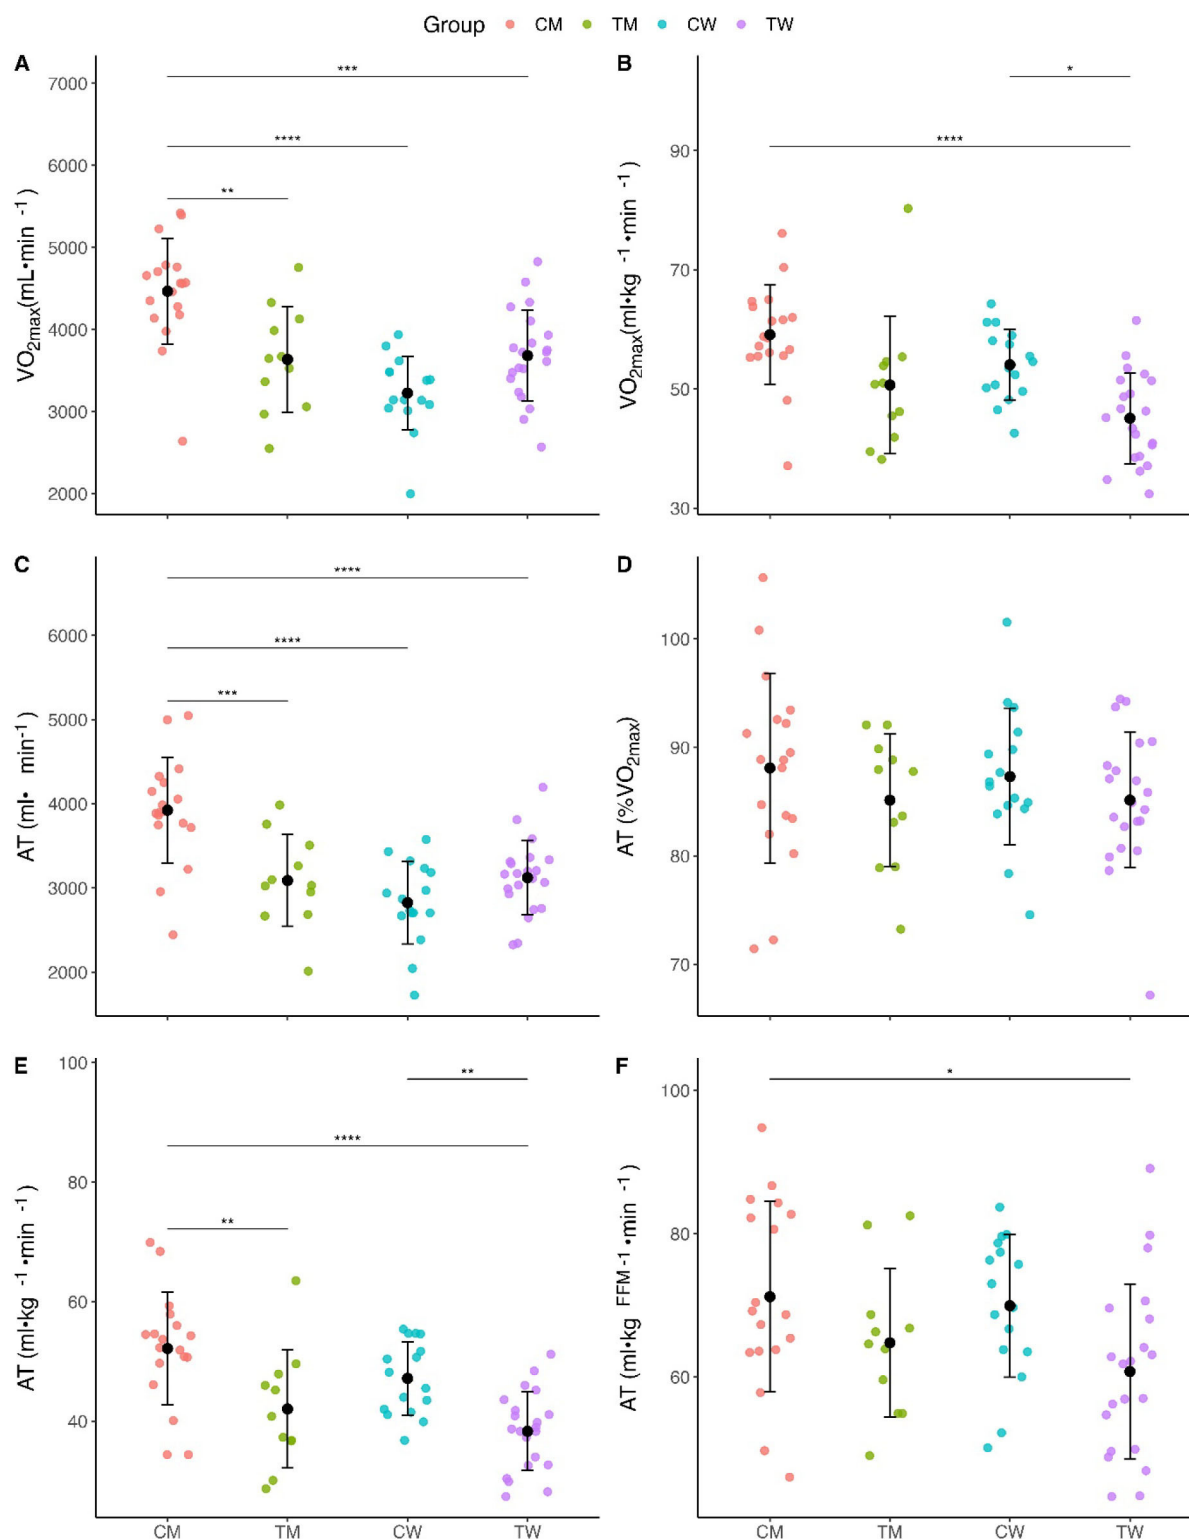 Group CM TM CW TW
A
***
****
**
7000
6000
5000
4000
3000
2000
VO2max(mL•min -1)
B
*
****
90
70
50
30
VO2max(ml•kg -1•min -1)
C
****
****
***
6000
5000
4000
3000
2000
AT (ml• min-1)
D
100
90
80
70
AT (%VO2max)
E
**
****
**
100
80
60
40
AT (ml•kg -1•min -1)
CM TM CW TW
F
*
100
80
60
AT (ml•kg FFM -1•min -1)
CM TM CW TW